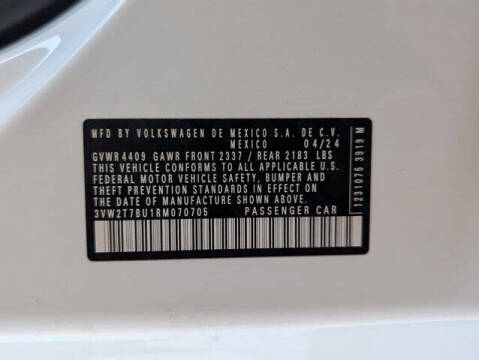 MFD BY VOLKSWAGEN DE MEXICO S.A. DE C.V.
MEXICO 04/24
GVWR 4409 GAWR FRONT 2337 / REAR 2183 LBS
THIS VEHICLE CONFORMS TO ALL APPLICABLE U.S.
FEDERAL MOTOR VEHICLE SAFETY, BUMPER AND
THEFT PREVENTION STANDARDS IN EFFECT ON
THE DATE OF MANUFACTURE SHOWN ABOVE.
3VW2T7BU1RM070705 PASSENGER CAR
1231075 3919 M